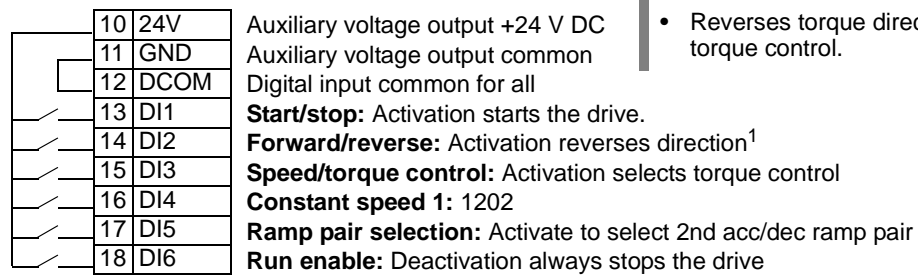 10 24V Auxiliary voltage output +24 V DC
11 GND Auxiliary voltage output common
12 DCOM Digital input common for all
13 DI1 Start/stop: Activation starts the drive.
14 DI2 Forward/reverse: Activation reverses direction1
15 DI3 Speed/torque control: Activation selects torque control
16 DI4 Constant speed 1: 1202
17 DI5 Ramp pair selection: Activate to select 2nd acc/dec ramp pair
18 DI6 Run enable: Deactivation always stops the drive
• Reverses torque
torque control.